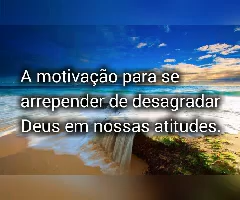 A motivação para se
arrepender de desagradar
Deus em nossas atitudes.